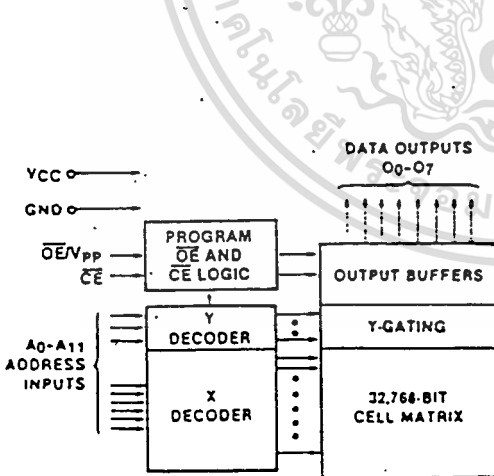 DATA OUTPUTS
O0-O7
VCC
GND
OE/VPP
CE
PROGRAM
OE AND
CE LOGIC
OUTPUT BUFFERS
Y
DECODER
Y-GATING
A0-A11
ADDRESS
INPUTS
X
DECODER
32,768-BIT
CELL MATRIX